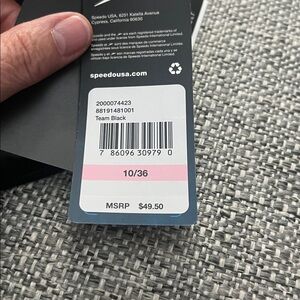 Speedo USA, 6251 Katella Avenue
Cypress, California 90630
speedousa.com
2000074423
88191481001
Team Black
7 86096 30979 0
10/36
MSRP $49.50